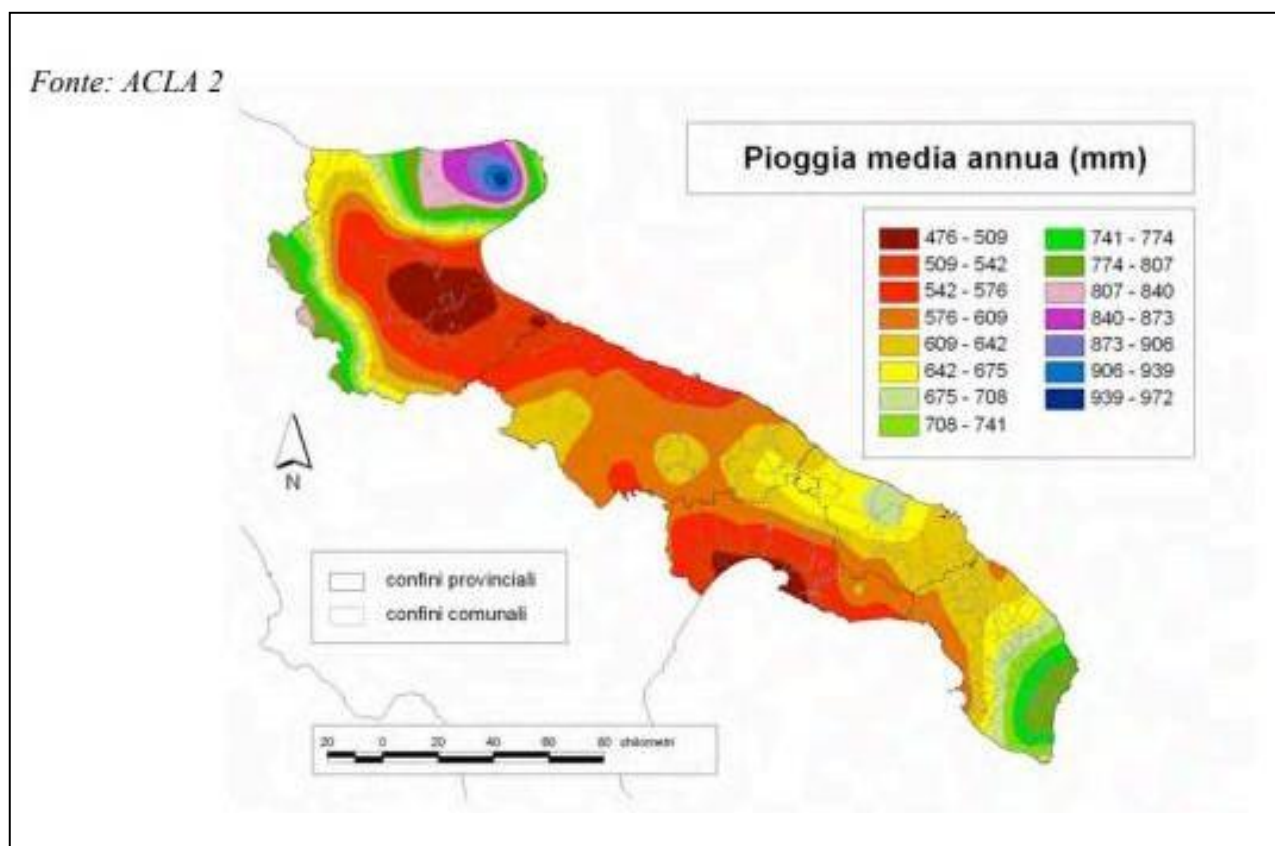 Fonte: ACLA 2
Pioggia media annua (mm)
476 - 509
509 - 542
542 - 576
576 - 609
609 - 642
642 - 675
675 - 708
708 - 741
741 - 774
774 - 807
807 - 840
840 - 873
873 - 906
906 - 939
939 - 972
N
confini provinciali
confini comunali
20 0 20 40 60 80 chilometri